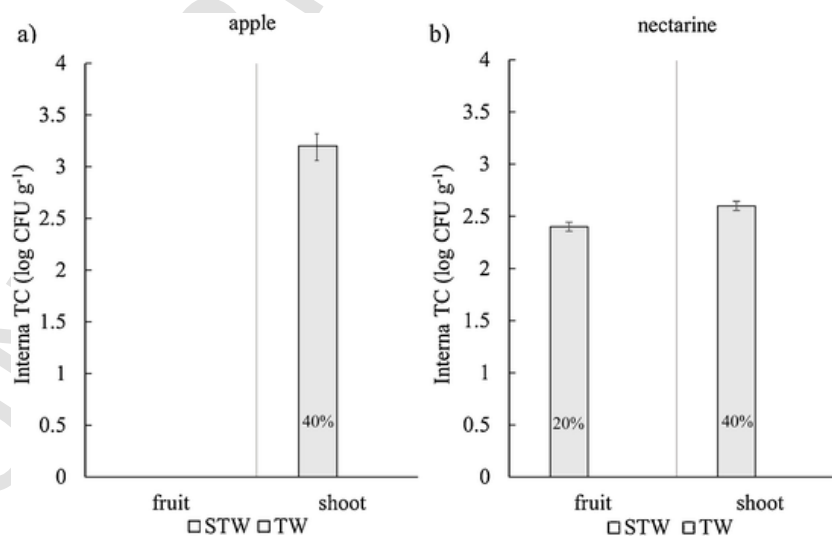 a)
apple
4
3.5
3
2.5
2
1.5
1
0.5
0
Interna TC (log CFU g⁻¹)
40%
fruit
shoot
STW TW
b)
nectarine
4
3.5
3
2.5
2
1.5
1
0.5
0
Interna TC (log CFU g⁻¹)
20%
40%
fruit
shoot
STW TW